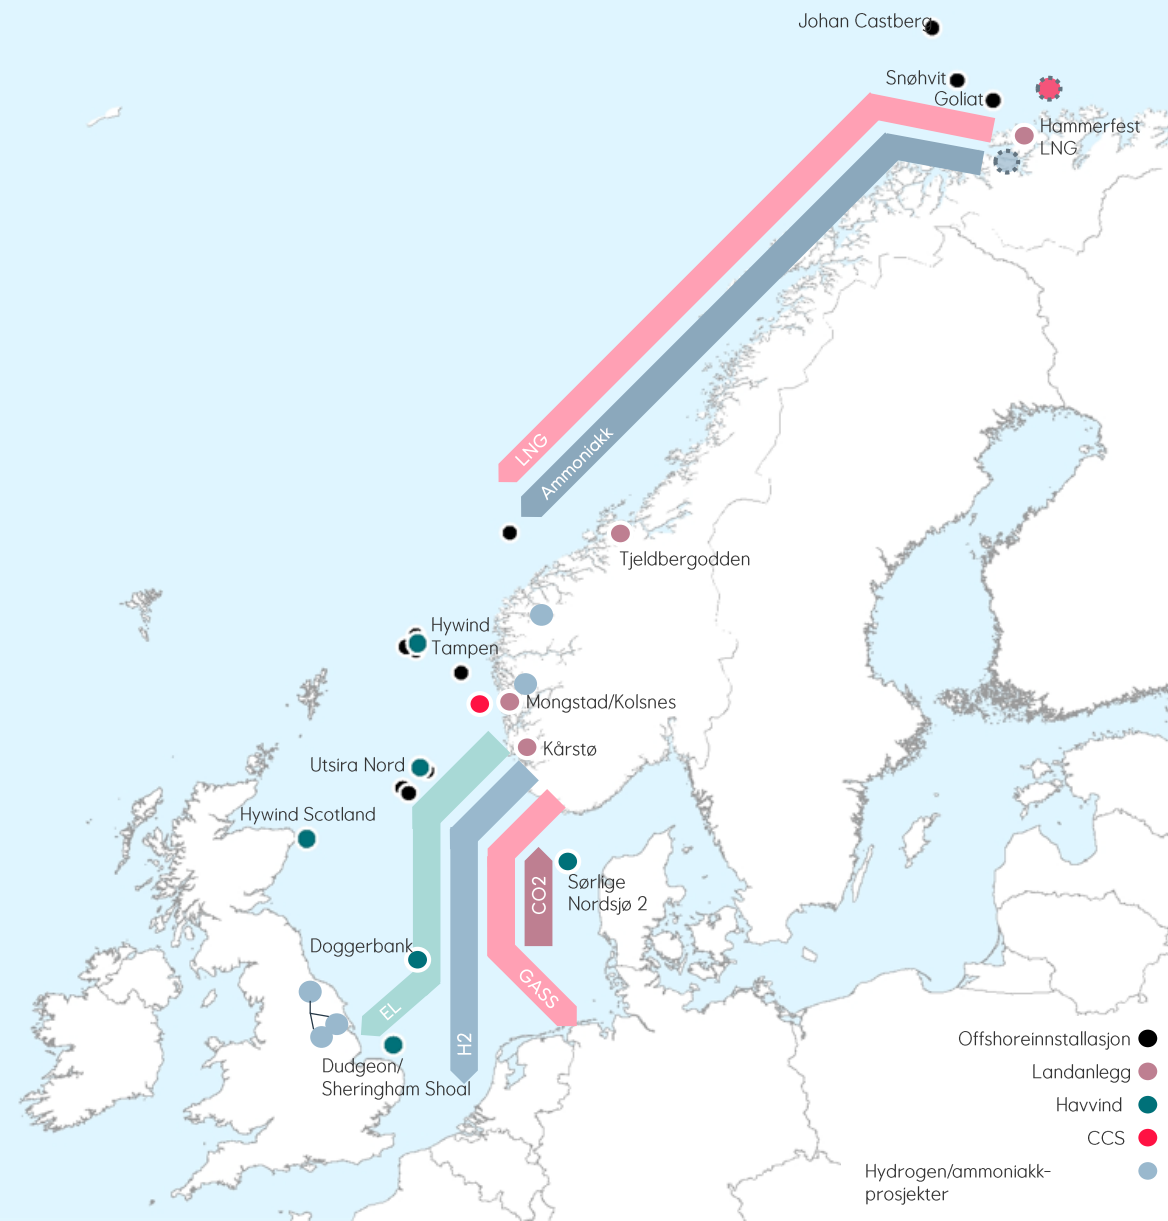 Johan Castberg
Snøhvit
Goliat
Hammerfest
LNG
LNG
Ammoniakk
Tjeldbergodden
Hywind
Tampen
Mongstad/Kolsnes
Kårstø
Utsira Nord
Hywind Scotland
CO2
Sørlige
Nordsjø 2
Doggerbank
GASS
EL
H2
Dudgeon/
Sheringham Shoal
Offshoreinnstallasjon
Landanlegg
Havvind
CCS
Hydrogen/ammoniakk-
prosjekter